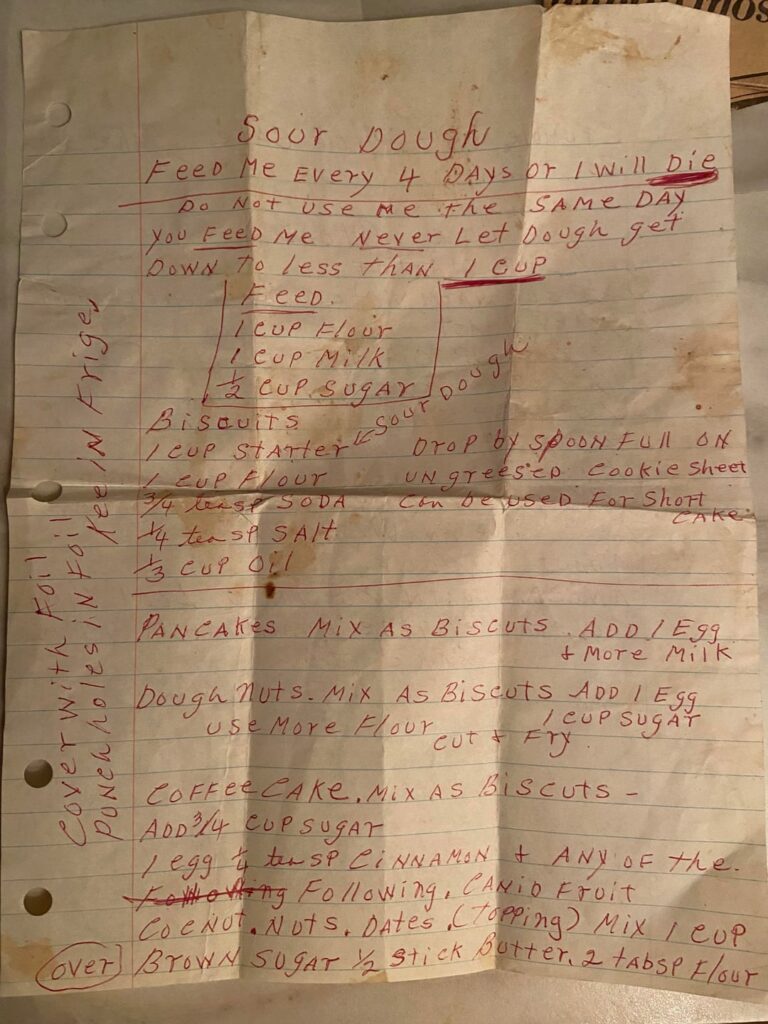 Sour Dough
Feed Me Every 4 Days or I Will Die
Do Not use me the same Day
You Feed Me Never Let Dough get
Down to less than 1 cup
Feed.
1 cup Flour
1 cup Milk
1/2 cup Sugar
Biscuits
1 cup Starter ← Sour Dough
1 cup Flour
3/4 teasp Soda
1/4 teasp Salt
1/3 cup Oil
Drop by spoon full on
ungreesed cookie sheet
can be used for short
cake
Pancakes Mix as Biscuts. Add 1 Egg
+ More Milk
Dough Nuts. Mix As Biscuts Add 1 Egg
use More Flour 1 cup sugar
cut + Fry.
Coffee Cake. Mix as Biscuts –
Add 3/4 cup sugar
1 egg 1/4 teasp Cinnamon + Any of the.
Following. Canid Fruit
Cocnut. Nuts. Dates. (Topping) Mix 1 cup
over Brown Sugar 1/2 Stick Butter. 2 tabsp Flour
Cover with Foil
punch holes in Foil
Kee in Frige.